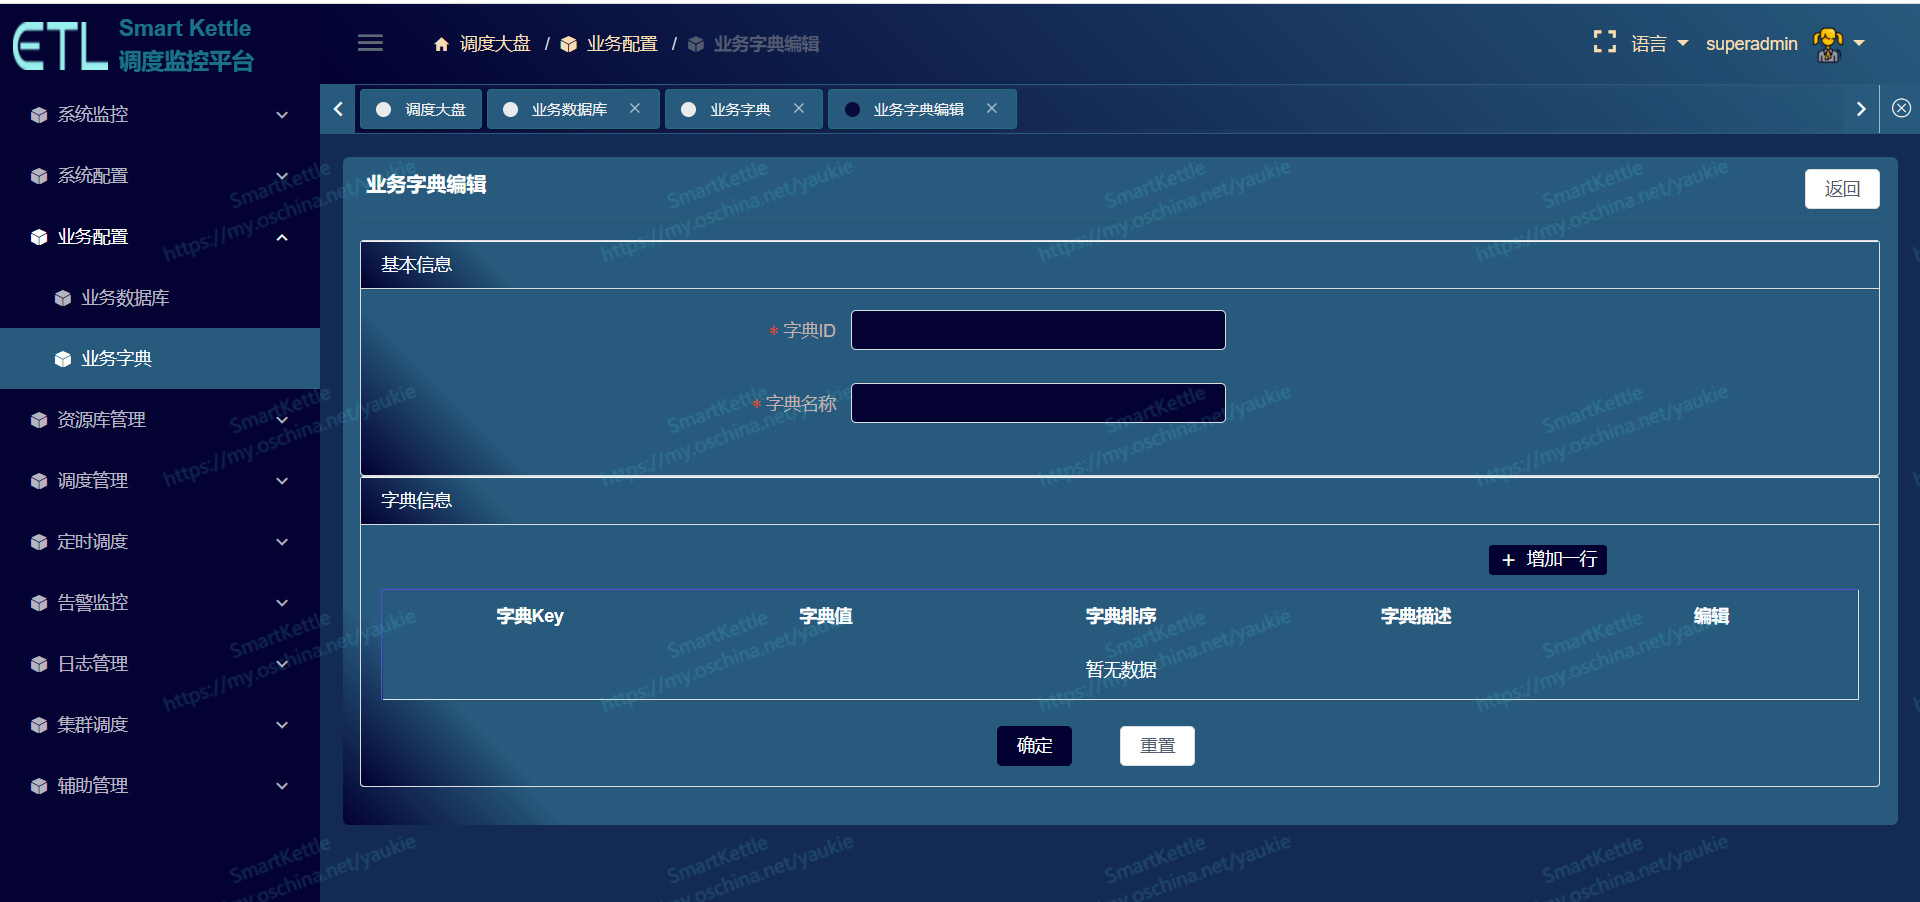 ETL Smart Kettle
调度监控平台
调度大盘 / 业务配置 / 业务字典编辑
语言 superadmin
系统监控
系统配置
业务配置
业务数据库
业务字典
资源库管理
调度管理
定时调度
告警监控
日志管理
集群调度
辅助管理
调度大盘 业务数据库 业务字典 业务字典编辑
业务字典编辑
返回
基本信息
* 字典ID
* 字典名称
字典信息
+ 增加一行
字典Key 字典值 字典排序 字典描述 编辑
暂无数据
确定 重置
SmartKettle
https://my.oschina.net/yaukie